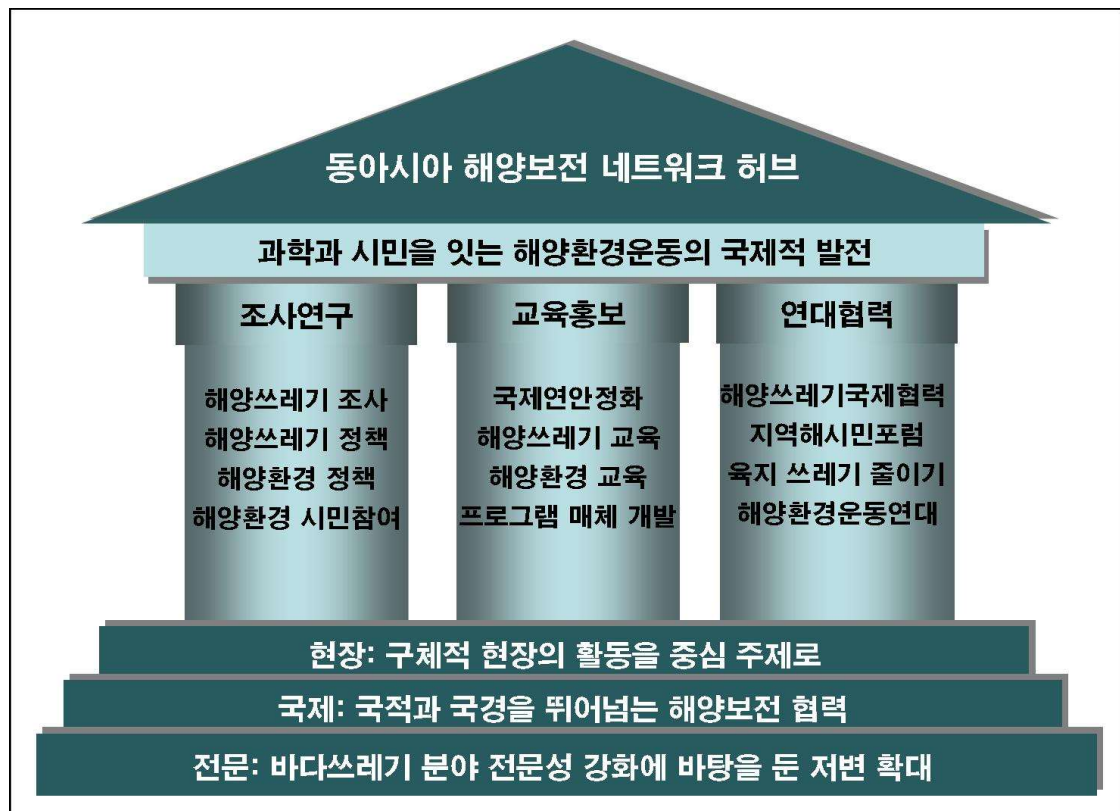 동아시아 해양보전 네트워크 허브
과학과 시민을 잇는 해양환경운동의 국제적 발전
조사연구
해양쓰레기 조사
해양쓰레기 정책
해양환경 정책
해양환경 시민참여
교육홍보
국제연안정화
해양쓰레기 교육
해양환경 교육
프로그램 매체 개발
연대협력
해양쓰레기국제협력
지역해시민포럼
육지 쓰레기 줄이기
해양환경운동연대
현장: 구체적 현장의 활동을 중심 주제로
국제: 국적과 국경을 뛰어넘는 해양보전 협력
전문: 바다쓰레기 분야 전문성 강화에 바탕을 둔 저변 확대